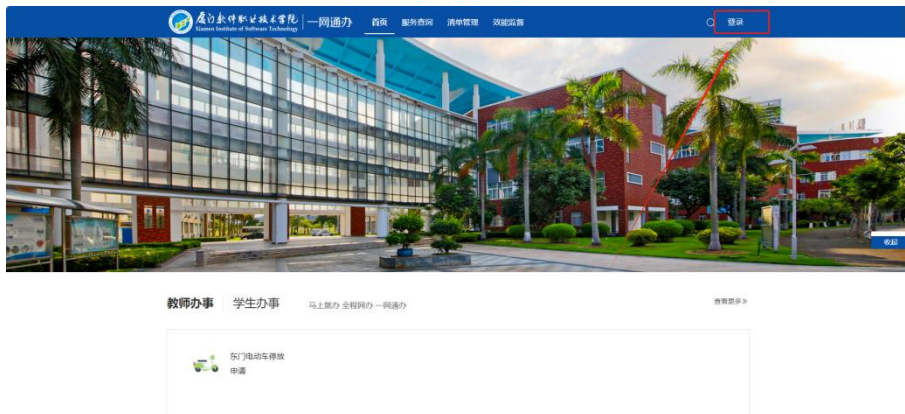 厦门软件职业技术学院 一网通办 首页 服务查询 清单管理 效能监督 登录
Xiamen Institute of Software Technology
收起
教师办事 学生办事 马上就办 全程网办 一网通办 查看更多»
东门电动车停放
申请